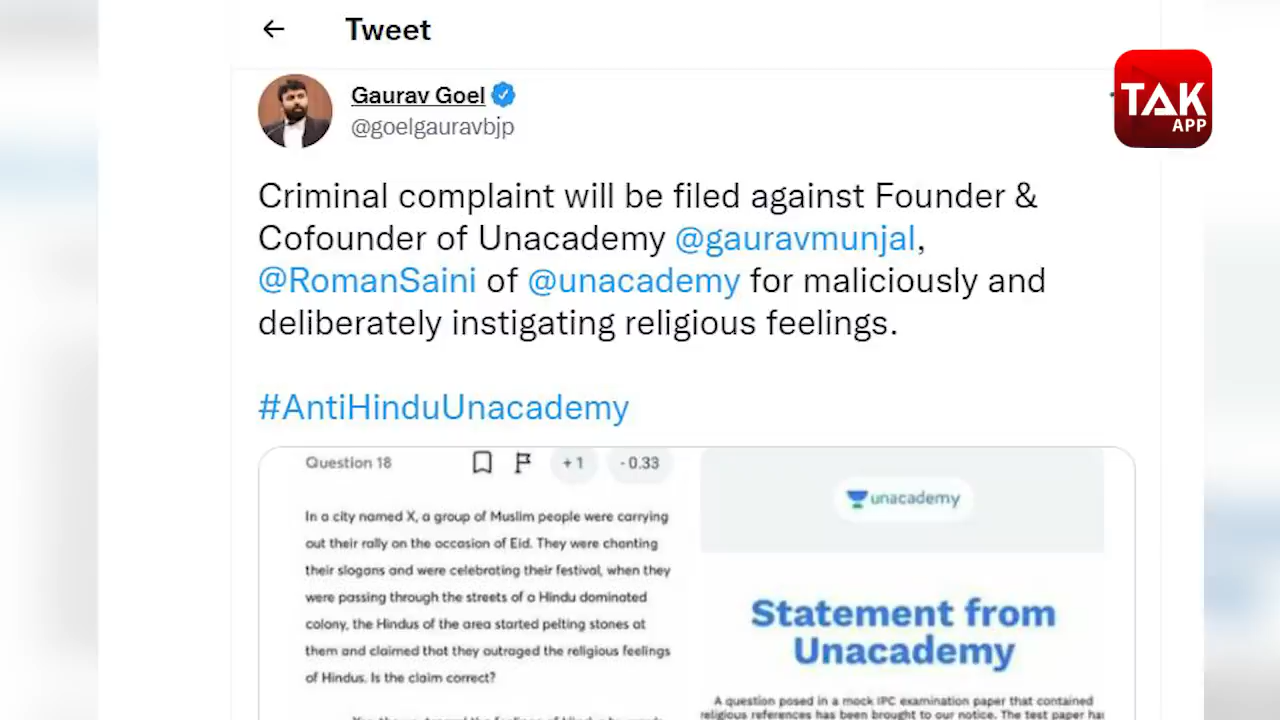 Tweet
TAK
APP
Gaurav Goel
@goelgauravbjp
Criminal complaint will be filed against Founder &
Cofounder of Unacademy @gauravmunjal,
@RomanSaini of @unacademy for maliciously and
deliberately instigating religious feelings.
#AntiHinduUnacademy
Question 18
+1
-0.33
In a city named X, a group of Muslim people were carrying
out their rally on the occasion of Eid. They were chanting
their slogans and were celebrating their festival, when they
were passing through the streets of a Hindu dominated
colony, the Hindus of the area started pelting stones at
them and claimed that they outraged the religious feelings
of Hindus. Is the claim correct?
unacademy
Statement from
Unacademy
A question posed in a mock IPC examination paper that contained
religious references has been brought to our notice. The test paper has